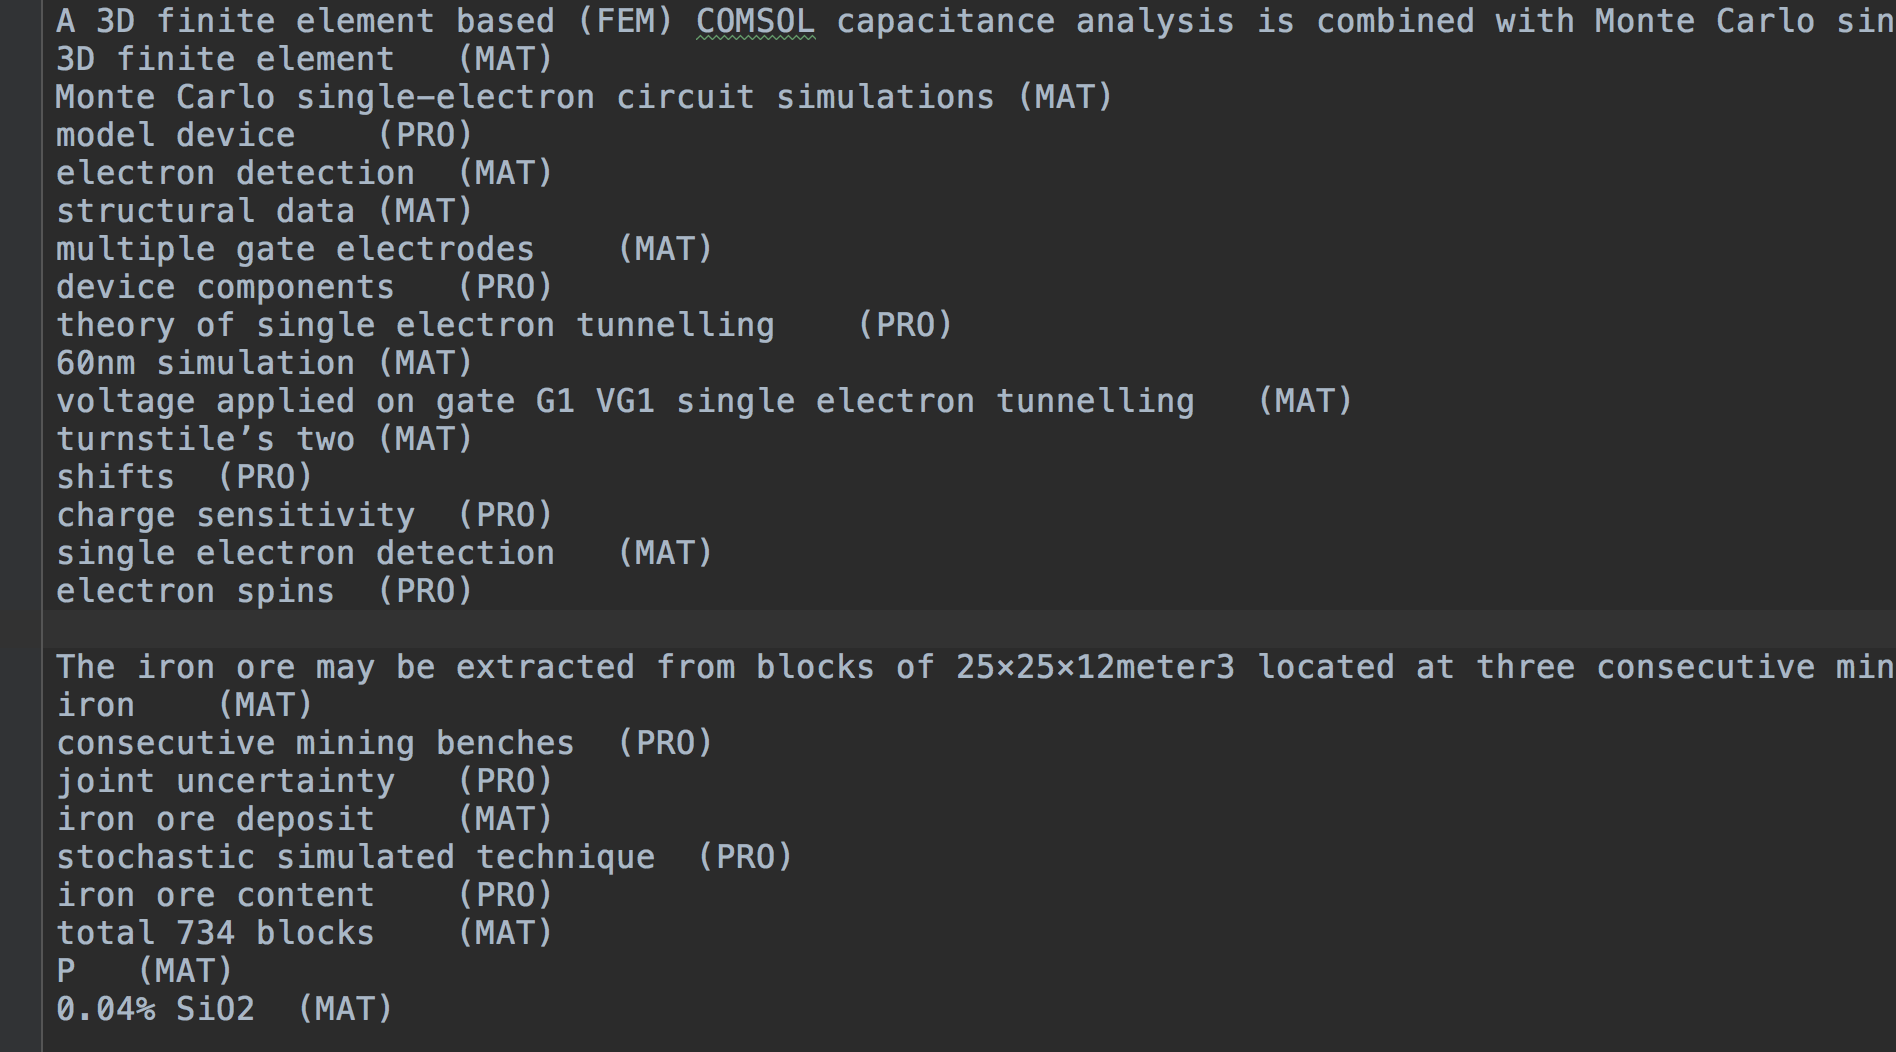 A 3D finite element based (FEM) COMSOL capacitance analysis is combined with Monte Carlo sin
3D finite element   (MAT)
Monte Carlo single–electron circuit simulations (MAT)
model device    (PRO)
electron detection  (MAT)
structural data (MAT)
multiple gate electrodes    (MAT)
device components   (PRO)
theory of single electron tunnelling    (PRO)
60nm simulation (MAT)
voltage applied on gate G1 VG1 single electron tunnelling   (MAT)
turnstile’s two (MAT)
shifts  (PRO)
charge sensitivity  (PRO)
single electron detection   (MAT)
electron spins  (PRO)
The iron ore may be extracted from blocks of 25×25×12meter3 located at three consecutive min
iron    (MAT)
consecutive mining benches  (PRO)
joint uncertainty   (PRO)
iron ore deposit    (MAT)
stochastic simulated technique  (PRO)
iron ore content    (PRO)
total 734 blocks    (MAT)
P   (MAT)
0.04% SiO2  (MAT)